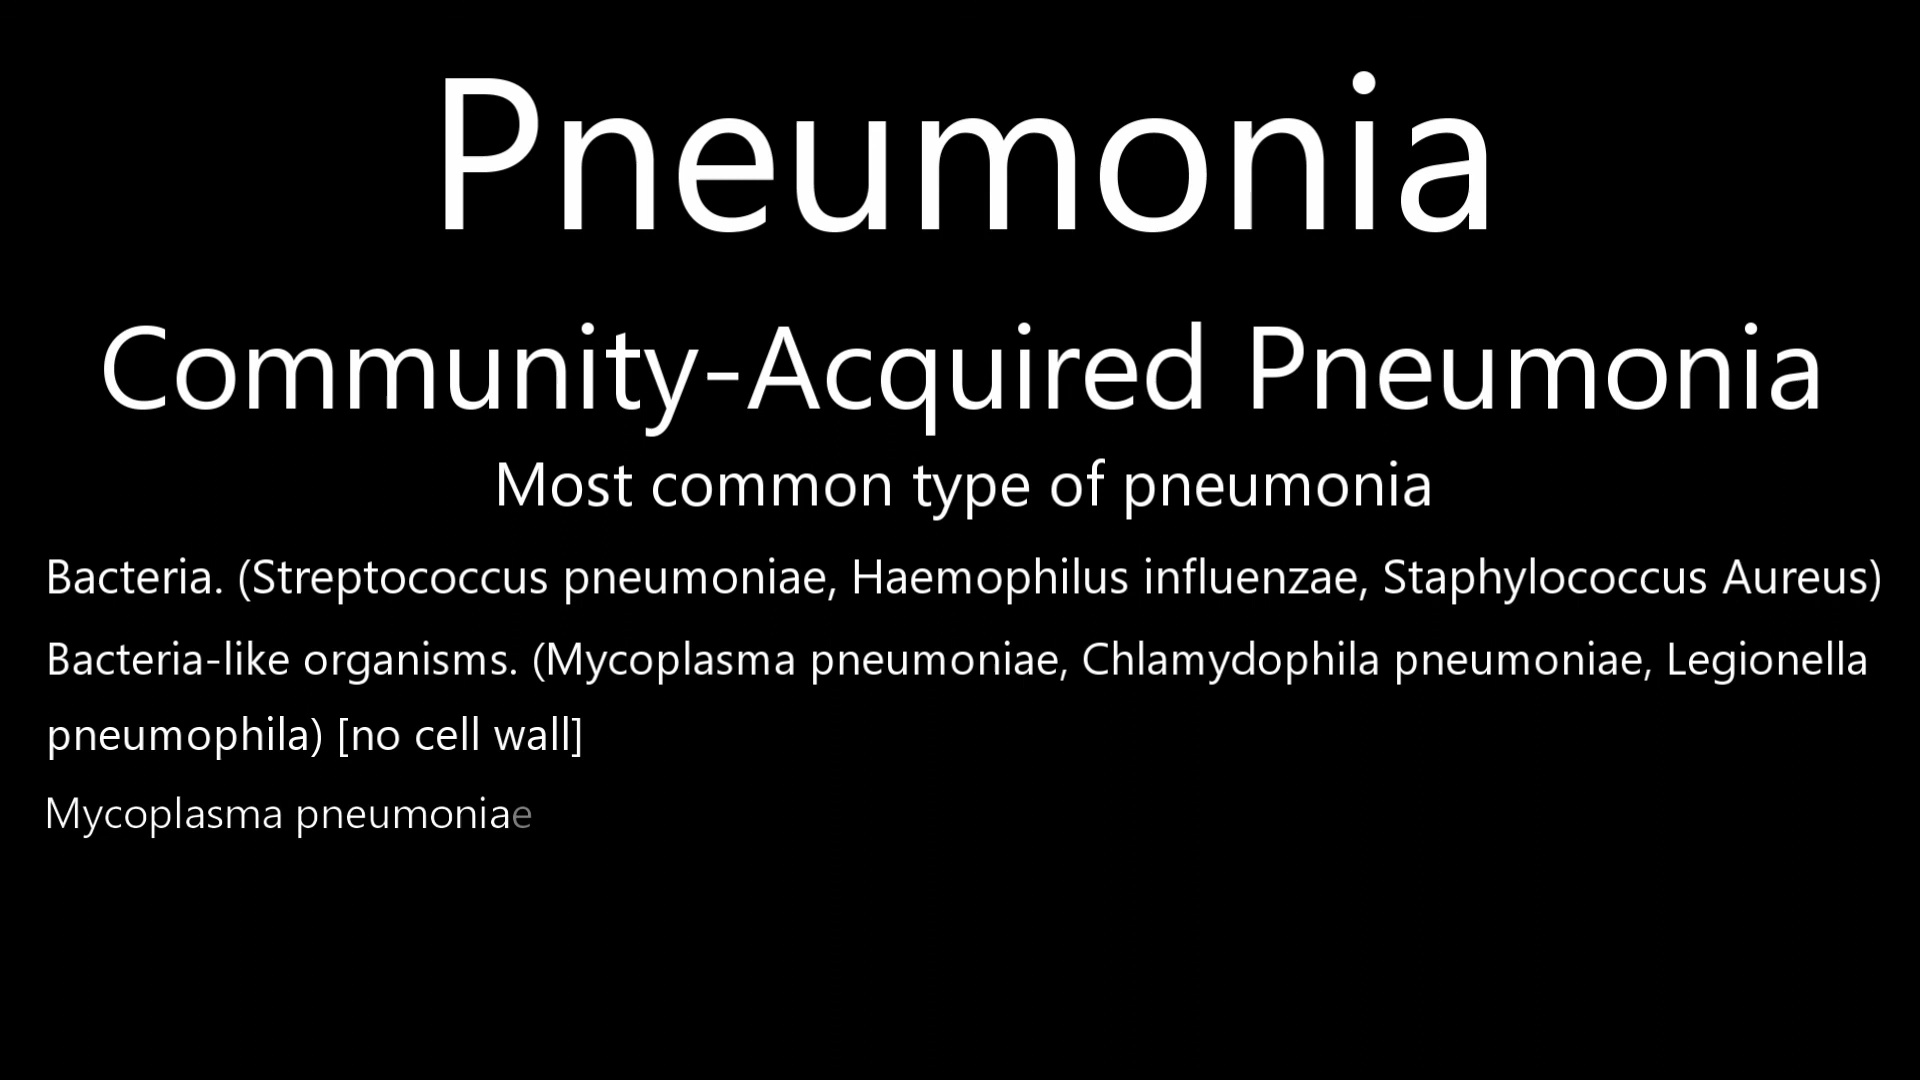 Pneumonia
Community-Acquired Pneumonia
Most common type of pneumonia
Bacteria. (Streptococcus pneumoniae, Haemophilus influenzae, Staphylococcus Aureus)
Bacteria-like organisms. (Mycoplasma pneumoniae, Chlamydophila pneumoniae, Legionella
pneumophila) [no cell wall]
Mycoplasma pneumoniae